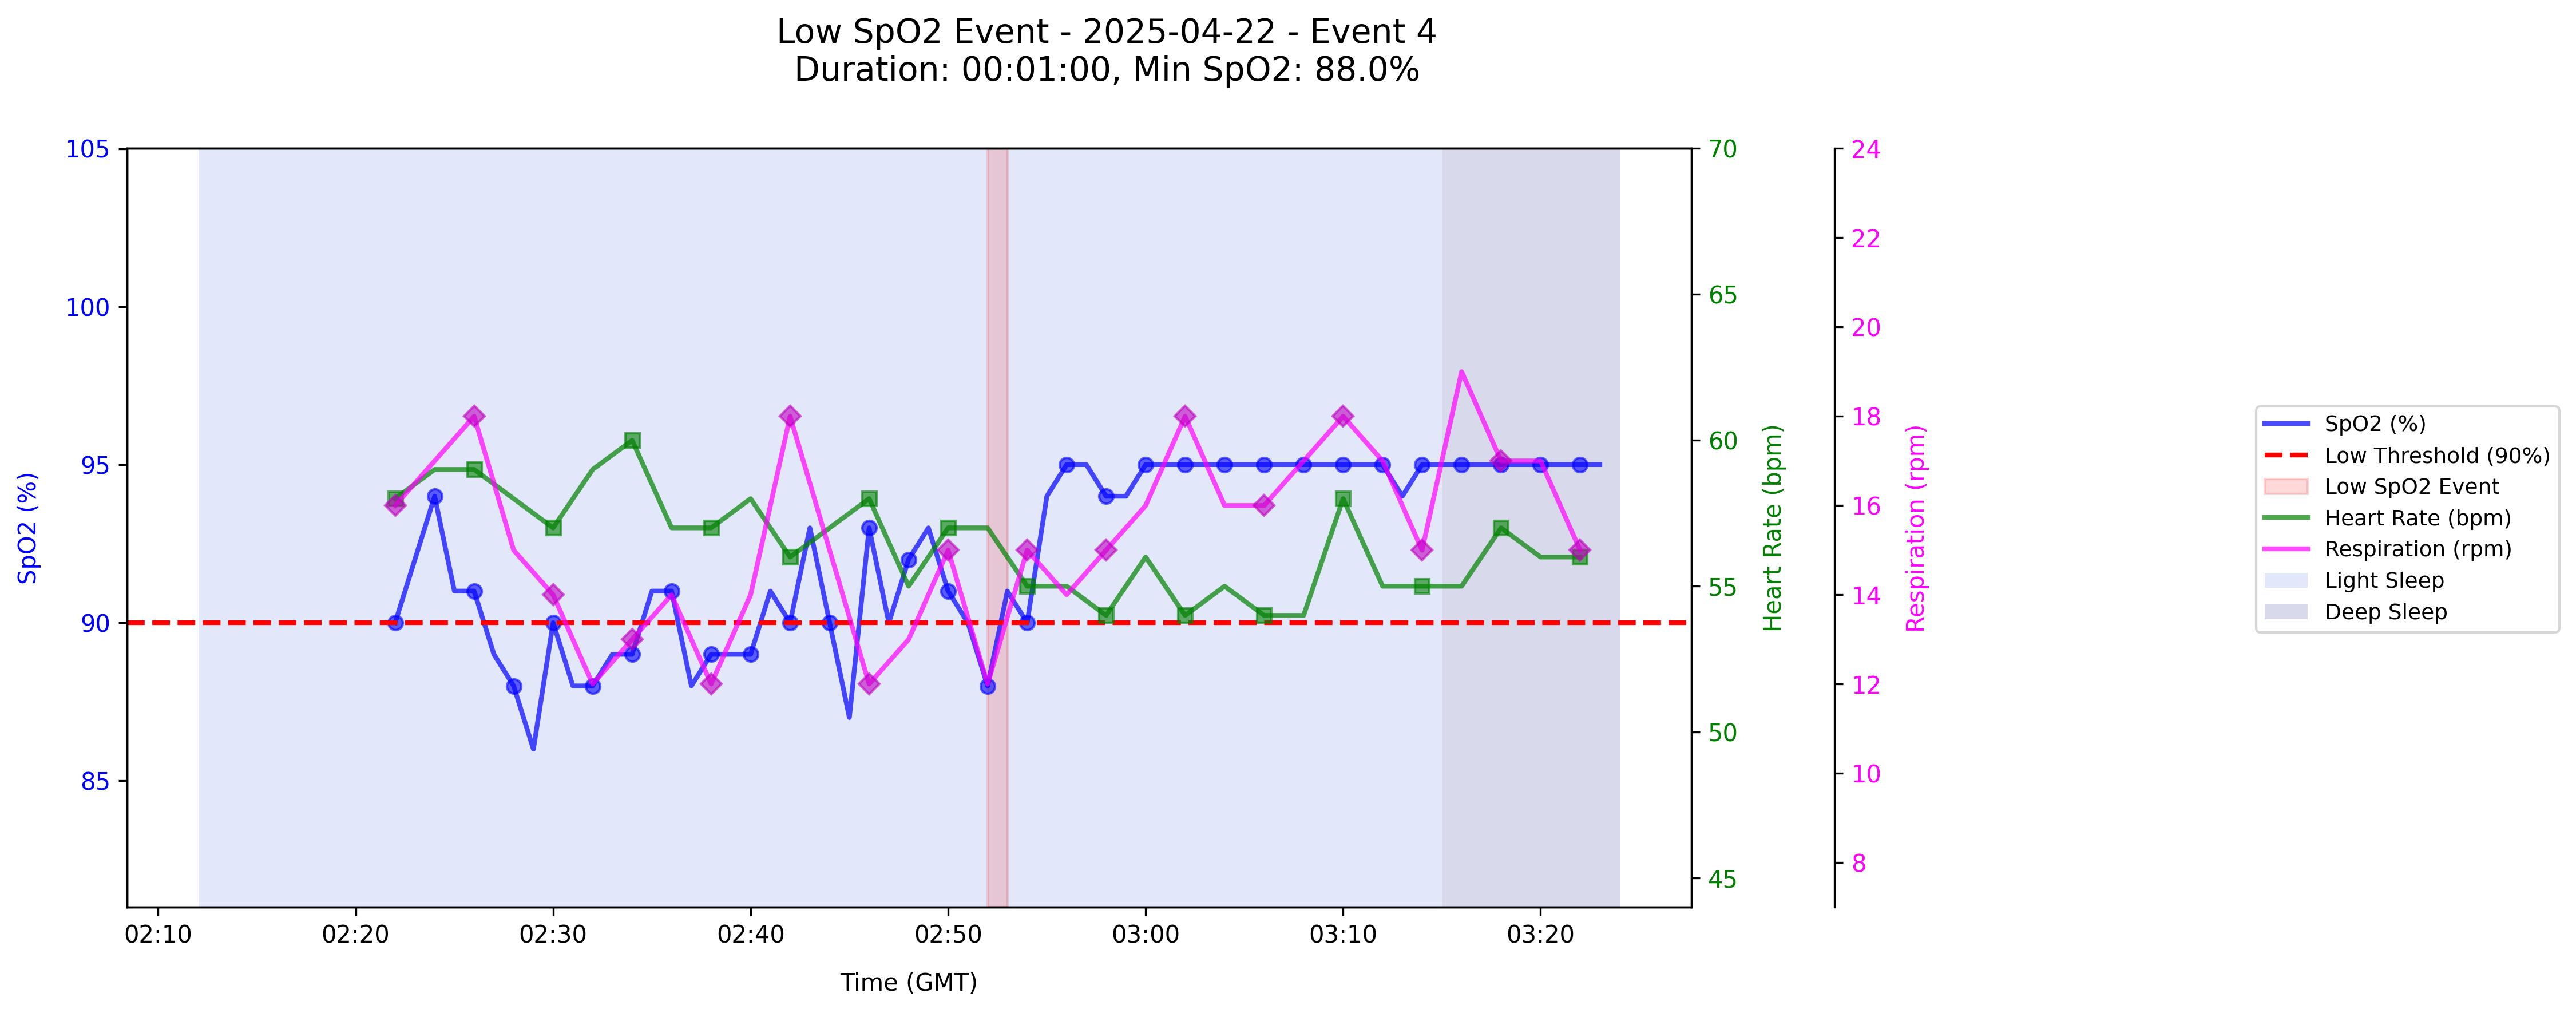 Low SpO2 Event - 2025-04-22 - Event 4
Duration: 00:01:00, Min SpO2: 88.0%
105
100
95
90
85
SpO2 (%)
70
65
60
55
50
45
Heart Rate (bpm)
24
22
20
18
16
14
12
10
8
Respiration (rpm)
SpO2 (%)
Low Threshold (90%)
Low SpO2 Event
Heart Rate (bpm)
Respiration (rpm)
Light Sleep
Deep Sleep
02:10 02:20 02:30 02:40 02:50 03:00 03:10 03:20
Time (GMT)